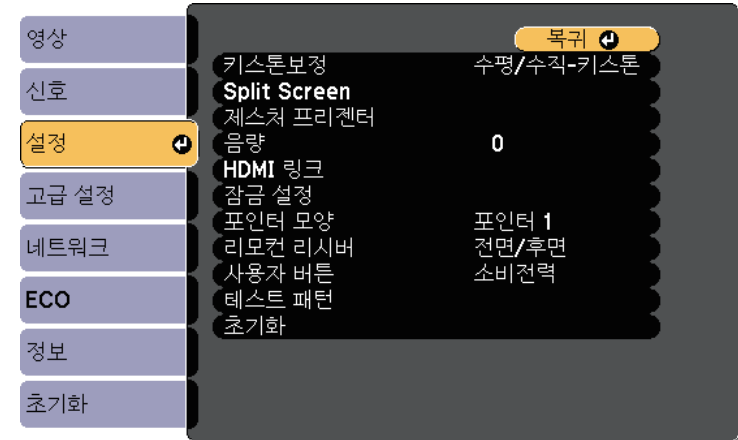 영상
신호
설정
고급 설정
네트워크
ECO
정보
초기화
복귀
키스톤보정 수평/수직-키스톤
Split Screen
제스처 프리젠터
음량 0
HDMI 링크
잠금 설정
포인터 모양 포인터 1
리모컨 리시버 전면/후면
사용자 버튼 소비전력
테스트 패턴
초기화